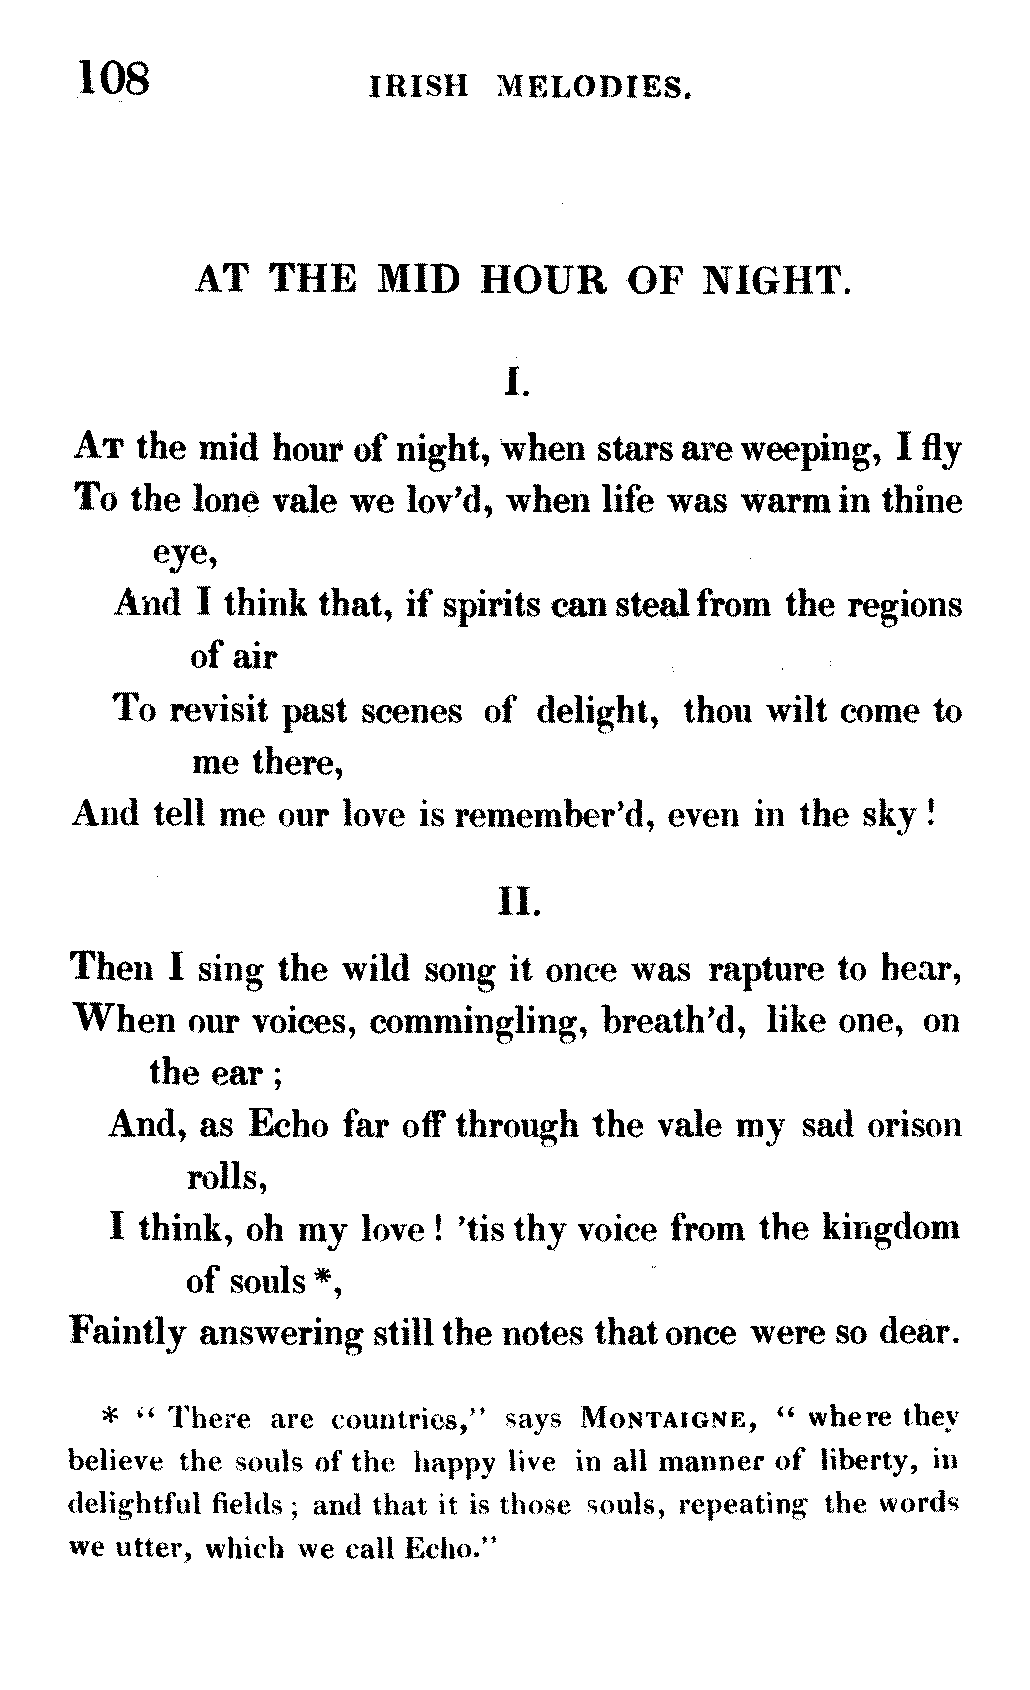 108 IRISH MELODIES.
AT THE MID HOUR OF NIGHT.
I.
At the mid hour of night, when stars are weeping, I fly
To the lone vale we lov'd, when life was warm in thine
eye,
And I think that, if spirits can steal from the regions
of air
To revisit past scenes of delight, thou wilt come to
me there,
And tell me our love is remember'd, even in the sky !
II.
Then I sing the wild song it once was rapture to hear,
When our voices, commingling, breath'd, like one, on
the ear ;
And, as Echo far off through the vale my sad orison
rolls,
I think, oh my love ! 'tis thy voice from the kingdom
of souls *,
Faintly answering still the notes that once were so dear.
* “ There are countries,” says Montaigne, “ where they
believe the souls of the happy live in all manner of liberty, in
delightful fields ; and that it is those souls, repeating the words
we utter, which we call Echo.”